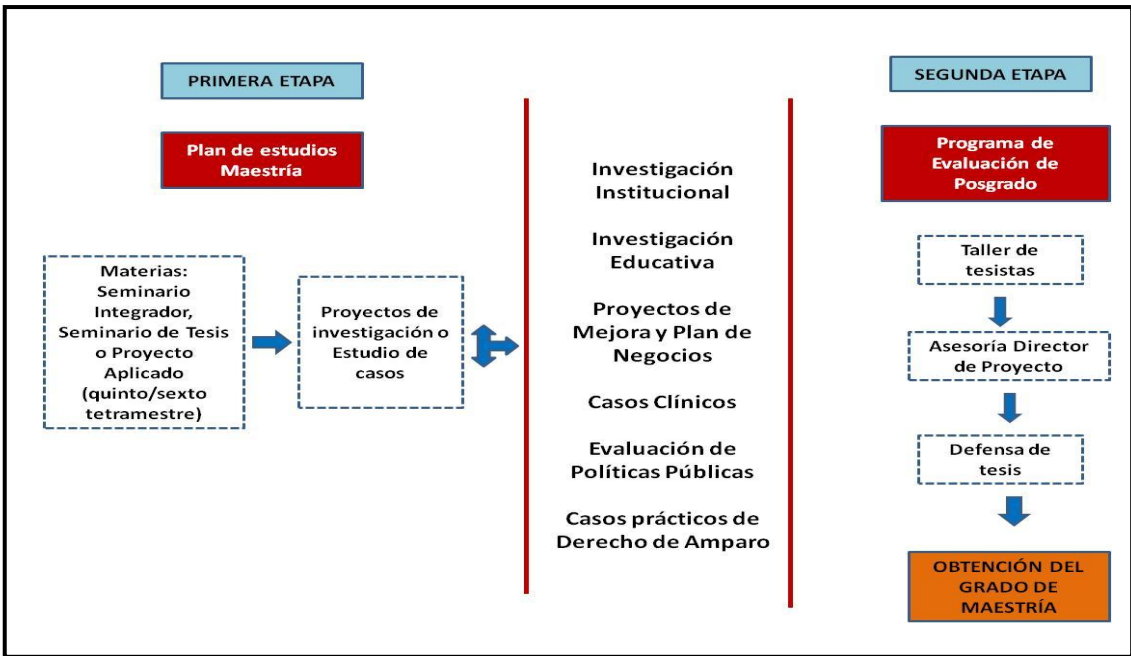 PRIMERA ETAPA
Plan de estudios
Maestría
Materias:
Seminario
Integrador,
Seminario de Tesis
o Proyecto
Aplicado
(quinto/sexto
tetramestre)
Proyectos de
investigación o
Estudio de
casos
Investigación
Institucional
Investigación
Educativa
Proyectos de
Mejora y Plan de
Negocios
Casos Clínicos
Evaluación de
Políticas Públicas
Casos prácticos de
Derecho de Amparo
SEGUNDA ETAPA
Programa de
Evaluación de
Posgrado
Taller de
tesistas
Asesoría Director
de Proyecto
Defensa de
tesis
OBTENCIÓN DEL
GRADO DE
MAESTRÍA